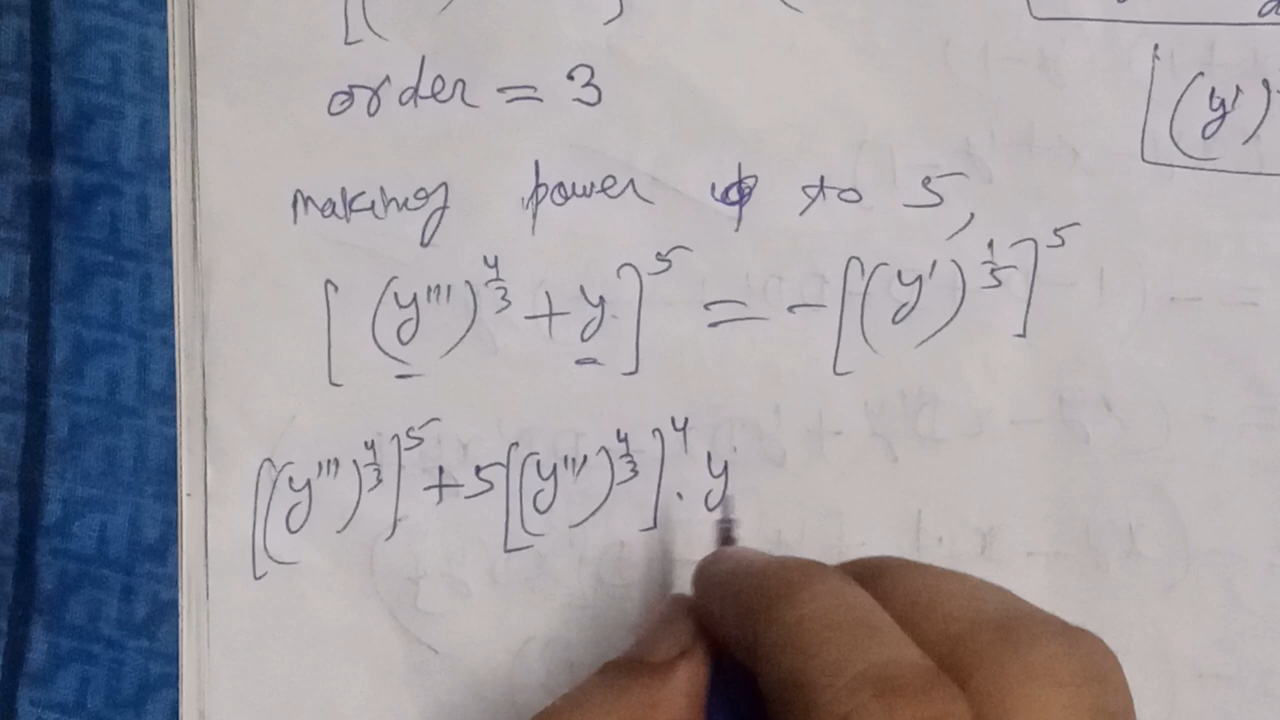 order = 3
(y'
making power to 5,
[(y''')^{4/3} + y]^5 = -[(y')^{1/5}]^5
[(y''')^{4/3}]^5 + 5[(y''')^{4/3}]^4 . y